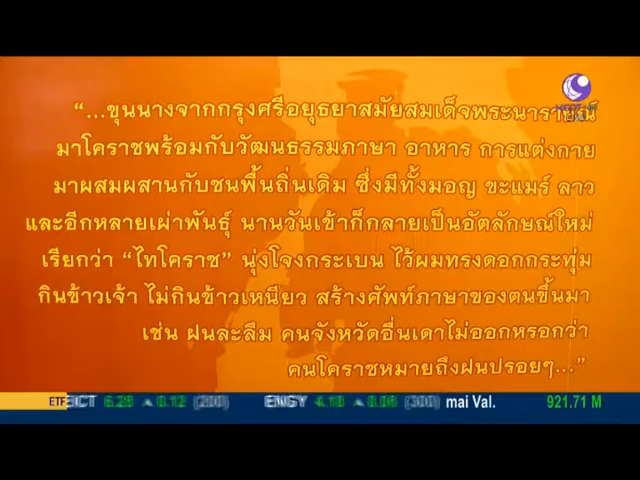 "...ขุนนางจากกรุงศรีอยุธยาสมัยสมเด็จพระนารายณ์
มาโคราชพร้อมกับวัฒนธรรมภาษา อาหาร การแต่งกาย
มาผสมผสานกับชนพื้นถิ่นเดิม ซึ่งมีทั้งมอญ ขะแมร์ ลาว
และอีกหลายเผ่าพันธุ์ นานวันเข้าก็กลายเป็นอัตลักษณ์ใหม่
เรียกว่า "ไทโคราช" นุ่งโจงกระเบน ไว้ผมทรงดอกกระทุ่ม
กินข้าวเจ้า ไม่กินข้าวเหนียว สร้างศัพท์ภาษาของตนขึ้นมา
เช่น ฝนละลึม คนจังหวัดอื่นเดาไม่ออกหรอกว่า
คนโคราชหมายถึงฝนปรอยๆ..."
ETF 6.25 ▲ 0.12 (200) 4.18 ▲ 0.06 (300) mai Val. 921.71 M